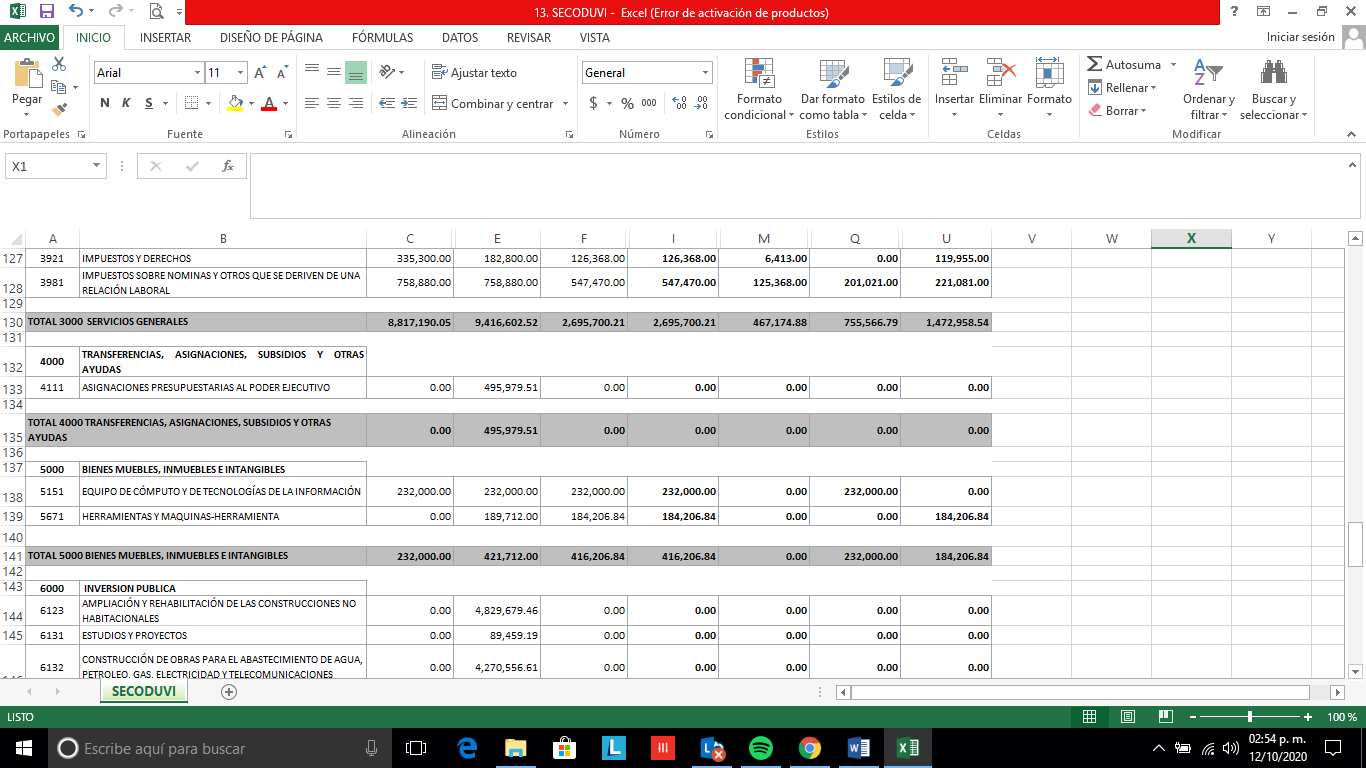 13. SECODUVI - Excel (Error de activación de productos)
ARCHIVO INICIO INSERTAR DISEÑO DE PÁGINA FÓRMULAS DATOS REVISAR VISTA Iniciar sesión
Pegar
Arial 11
N K S
Ajustar texto
Combinar y centrar
General
$ % 000
Formato condicional
Dar formato como tabla
Estilos de celda
Insertar Eliminar Formato
Autosuma
Rellenar
Borrar
Ordenar y filtrar
Buscar y seleccionar
Portapapeles Fuente Alineación Número Estilos Celdas Modificar
X1 fx
A B C E F I M Q U V W X Y
127 3921 IMPUESTOS Y DERECHOS 335,300.00 182,800.00 126,368.00 126,368.00 6,413.00 0.00 119,955.00
128 3981 IMPUESTOS SOBRE NOMINAS Y OTROS QUE SE DERIVEN DE UNA
RELACIÓN LABORAL 758,880.00 758,880.00 547,470.00 547,470.00 125,368.00 201,021.00 221,081.00
129
130 TOTAL 3000 SERVICIOS GENERALES 8,817,190.05 9,416,602.52 2,695,700.21 2,695,700.21 467,174.88 755,566.79 1,472,958.54
131
132 4000 TRANSFERENCIAS, ASIGNACIONES, SUBSIDIOS Y OTRAS
AYUDAS
133 4111 ASIGNACIONES PRESUPUESTARIAS AL PODER EJECUTIVO 0.00 495,979.51 0.00 0.00 0.00 0.00 0.00
134
135 TOTAL 4000 TRANSFERENCIAS, ASIGNACIONES, SUBSIDIOS Y OTRAS
AYUDAS 0.00 495,979.51 0.00 0.00 0.00 0.00 0.00
136
137 5000 BIENES MUEBLES, INMUEBLES E INTANGIBLES
138 5151 EQUIPO DE CÓMPUTO Y DE TECNOLOGÍAS DE LA INFORMACIÓN 232,000.00 232,000.00 232,000.00 232,000.00 0.00 232,000.00 0.00
139 5671 HERRAMIENTAS Y MAQUINAS-HERRAMIENTA 0.00 189,712.00 184,206.84 184,206.84 0.00 0.00 184,206.84
140
141 TOTAL 5000 BIENES MUEBLES, INMUEBLES E INTANGIBLES 232,000.00 421,712.00 416,206.84 416,206.84 0.00 232,000.00 184,206.84
142
143 6000 INVERSION PUBLICA
144 6123 AMPLIACIÓN Y REHABILITACIÓN DE LAS CONSTRUCCIONES NO
HABITACIONALES 0.00 4,829,679.46 0.00 0.00 0.00 0.00 0.00
145 6131 ESTUDIOS Y PROYECTOS 0.00 89,459.19 0.00 0.00 0.00 0.00 0.00
6132 CONSTRUCCIÓN DE OBRAS PARA EL ABASTECIMIENTO DE AGUA,
PETROLEO, GAS, ELECTRICIDAD Y TELECOMUNICACIONES 0.00 4,270,556.61 0.00 0.00 0.00 0.00 0.00
SECODUVI
LISTO 100 %
Escribe aquí para buscar
02:54 p. m.
12/10/2020